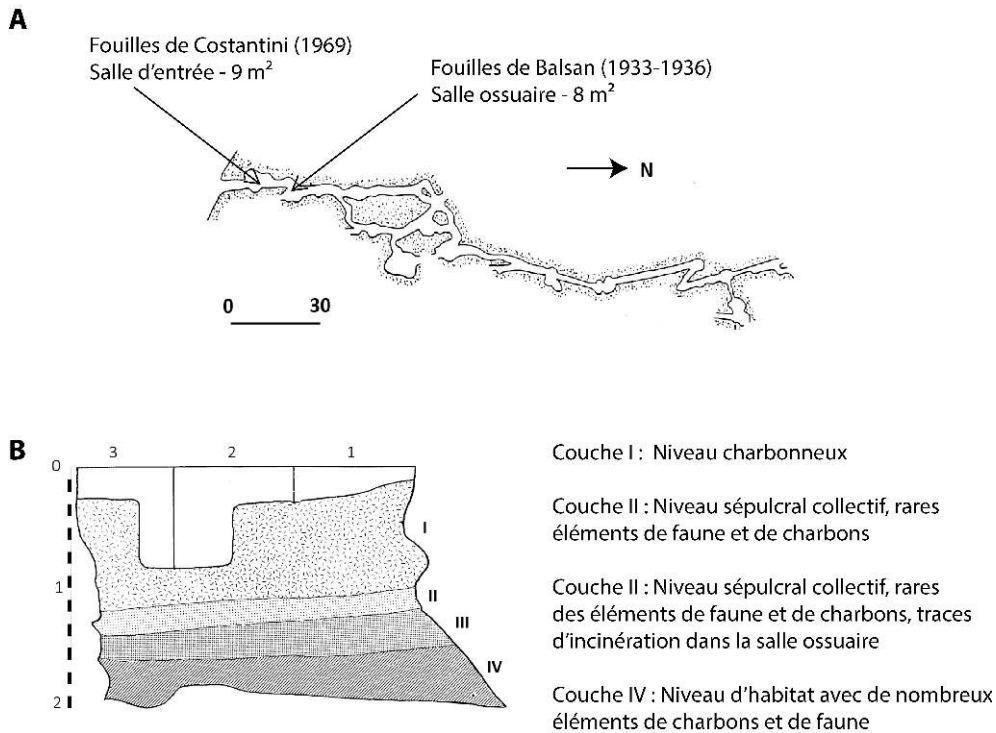 A
Fouilles de Costantini (1969)
Salle d'entrée - 9 m²
Fouilles de Balsan (1933-1936)
Salle ossuaire - 8 m²
N
0 30
B
3 2 1
0
1
2
I
II
III
IV
Couche I : Niveau charbonneux
Couche II : Niveau sépulcral collectif, rares
éléments de faune et de charbons
Couche II : Niveau sépulcral collectif, rares
des éléments de faune et de charbons, traces
d'incinération dans la salle ossuaire
Couche IV : Niveau d'habitat avec de nombreux
éléments de charbons et de faune